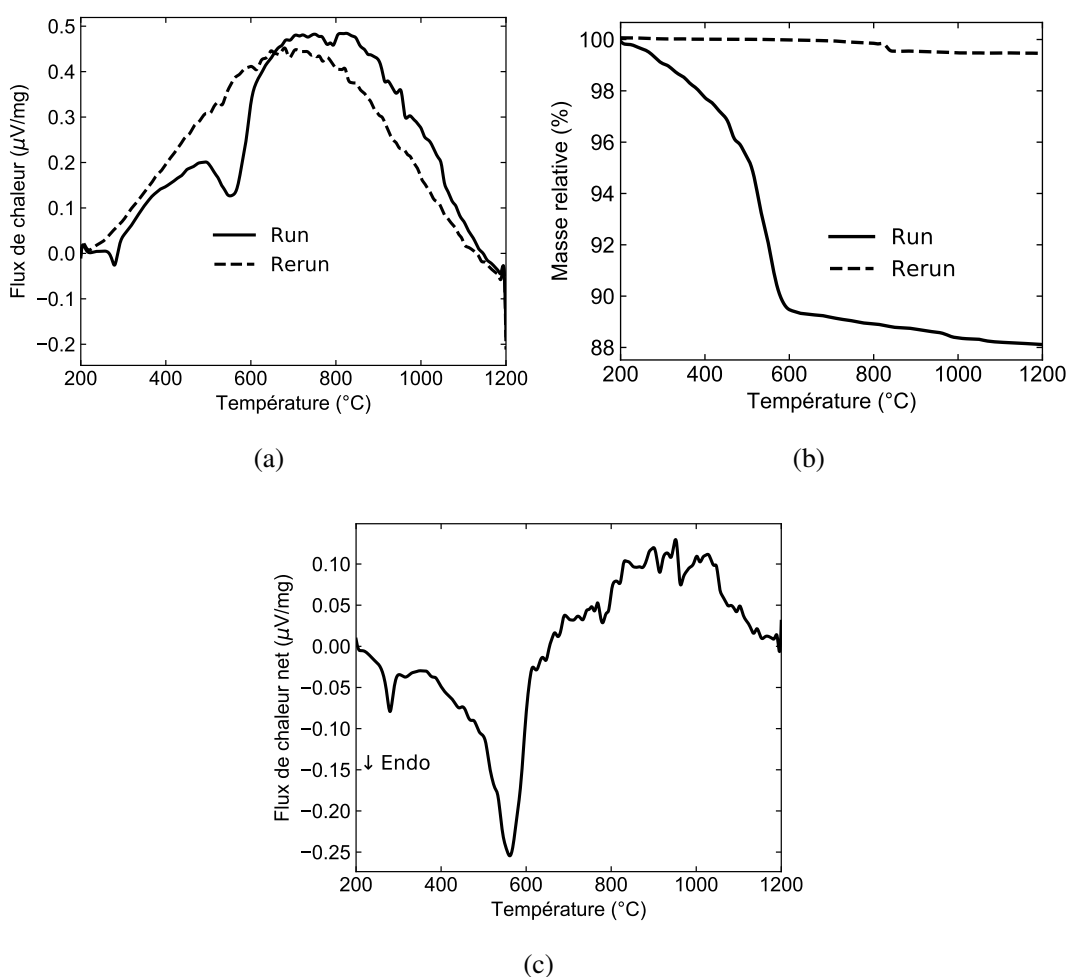 0.5
0.4
0.3
0.2
0.1
0.0
−0.1
−0.2
Flux de chaleur (μV/mg)
Run
Rerun
200 400 600 800 1000 1200
Température (°C)
(a)
100
98
96
94
92
90
88
Masse relative (%)
Run
Rerun
200 400 600 800 1000 1200
Température (°C)
(b)
0.10
0.05
0.00
−0.05
−0.10
−0.15
−0.20
−0.25
Flux de chaleur net (μV/mg)
↓ Endo
200 400 600 800 1000 1200
Température (°C)
(c)